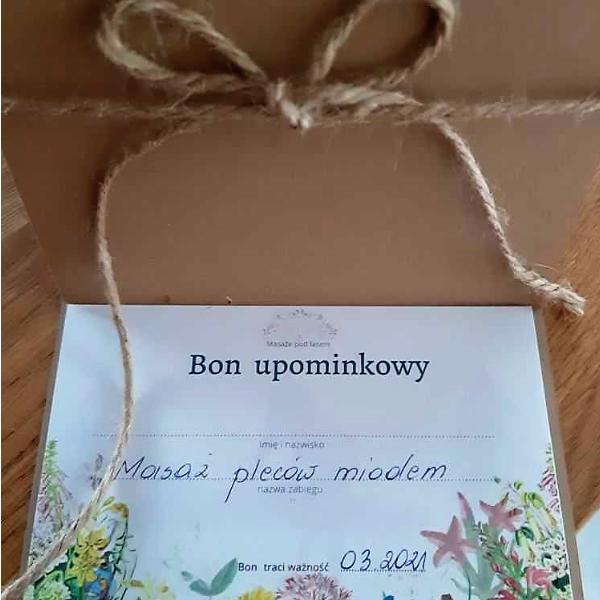 Masaże pod lasem
Bon upominkowy
imię i nazwisko
Masaż pleców miodem
nazwa zabiegu
Bon traci ważność 03.2021